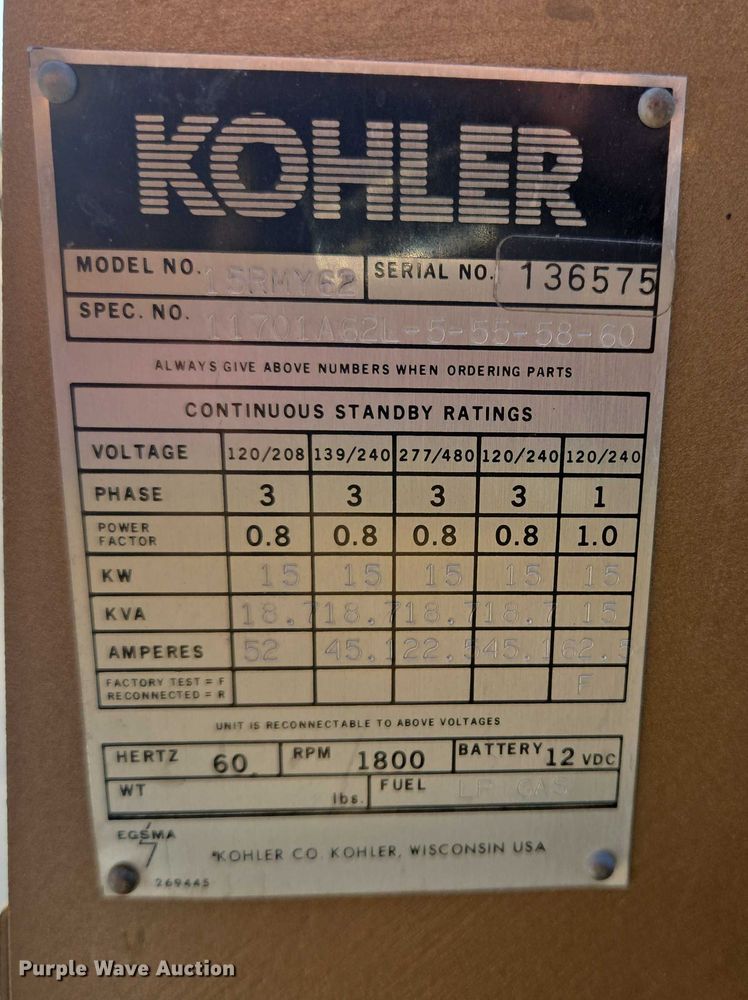 KOHLER
MODEL NO. 15RMY62 SERIAL NO. 136575
SPEC. NO. 11701A62L-5-55-58-60
ALWAYS GIVE ABOVE NUMBERS WHEN ORDERING PARTS
CONTINUOUS STANDBY RATINGS
VOLTAGE 120/208 139/240 277/480 120/240 120/240
PHASE 3 3 3 3 1
POWER FACTOR 0.8 0.8 0.8 0.8 1.0
KW 15 15 15 15 15
KVA 18.7 18.7 18.7 18.7 15
AMPERES 52 45.1 22.5 45.1 62.5
FACTORY TEST = F
RECONNECTED = R F
UNIT IS RECONNECTABLE TO ABOVE VOLTAGES
HERTZ 60 RPM 1800 BATTERY 12 VDC
WT lbs. FUEL LP GAS
EGSMA
7
*KOHLER CO. KOHLER, WISCONSIN USA
269445
Purple Wave Auction